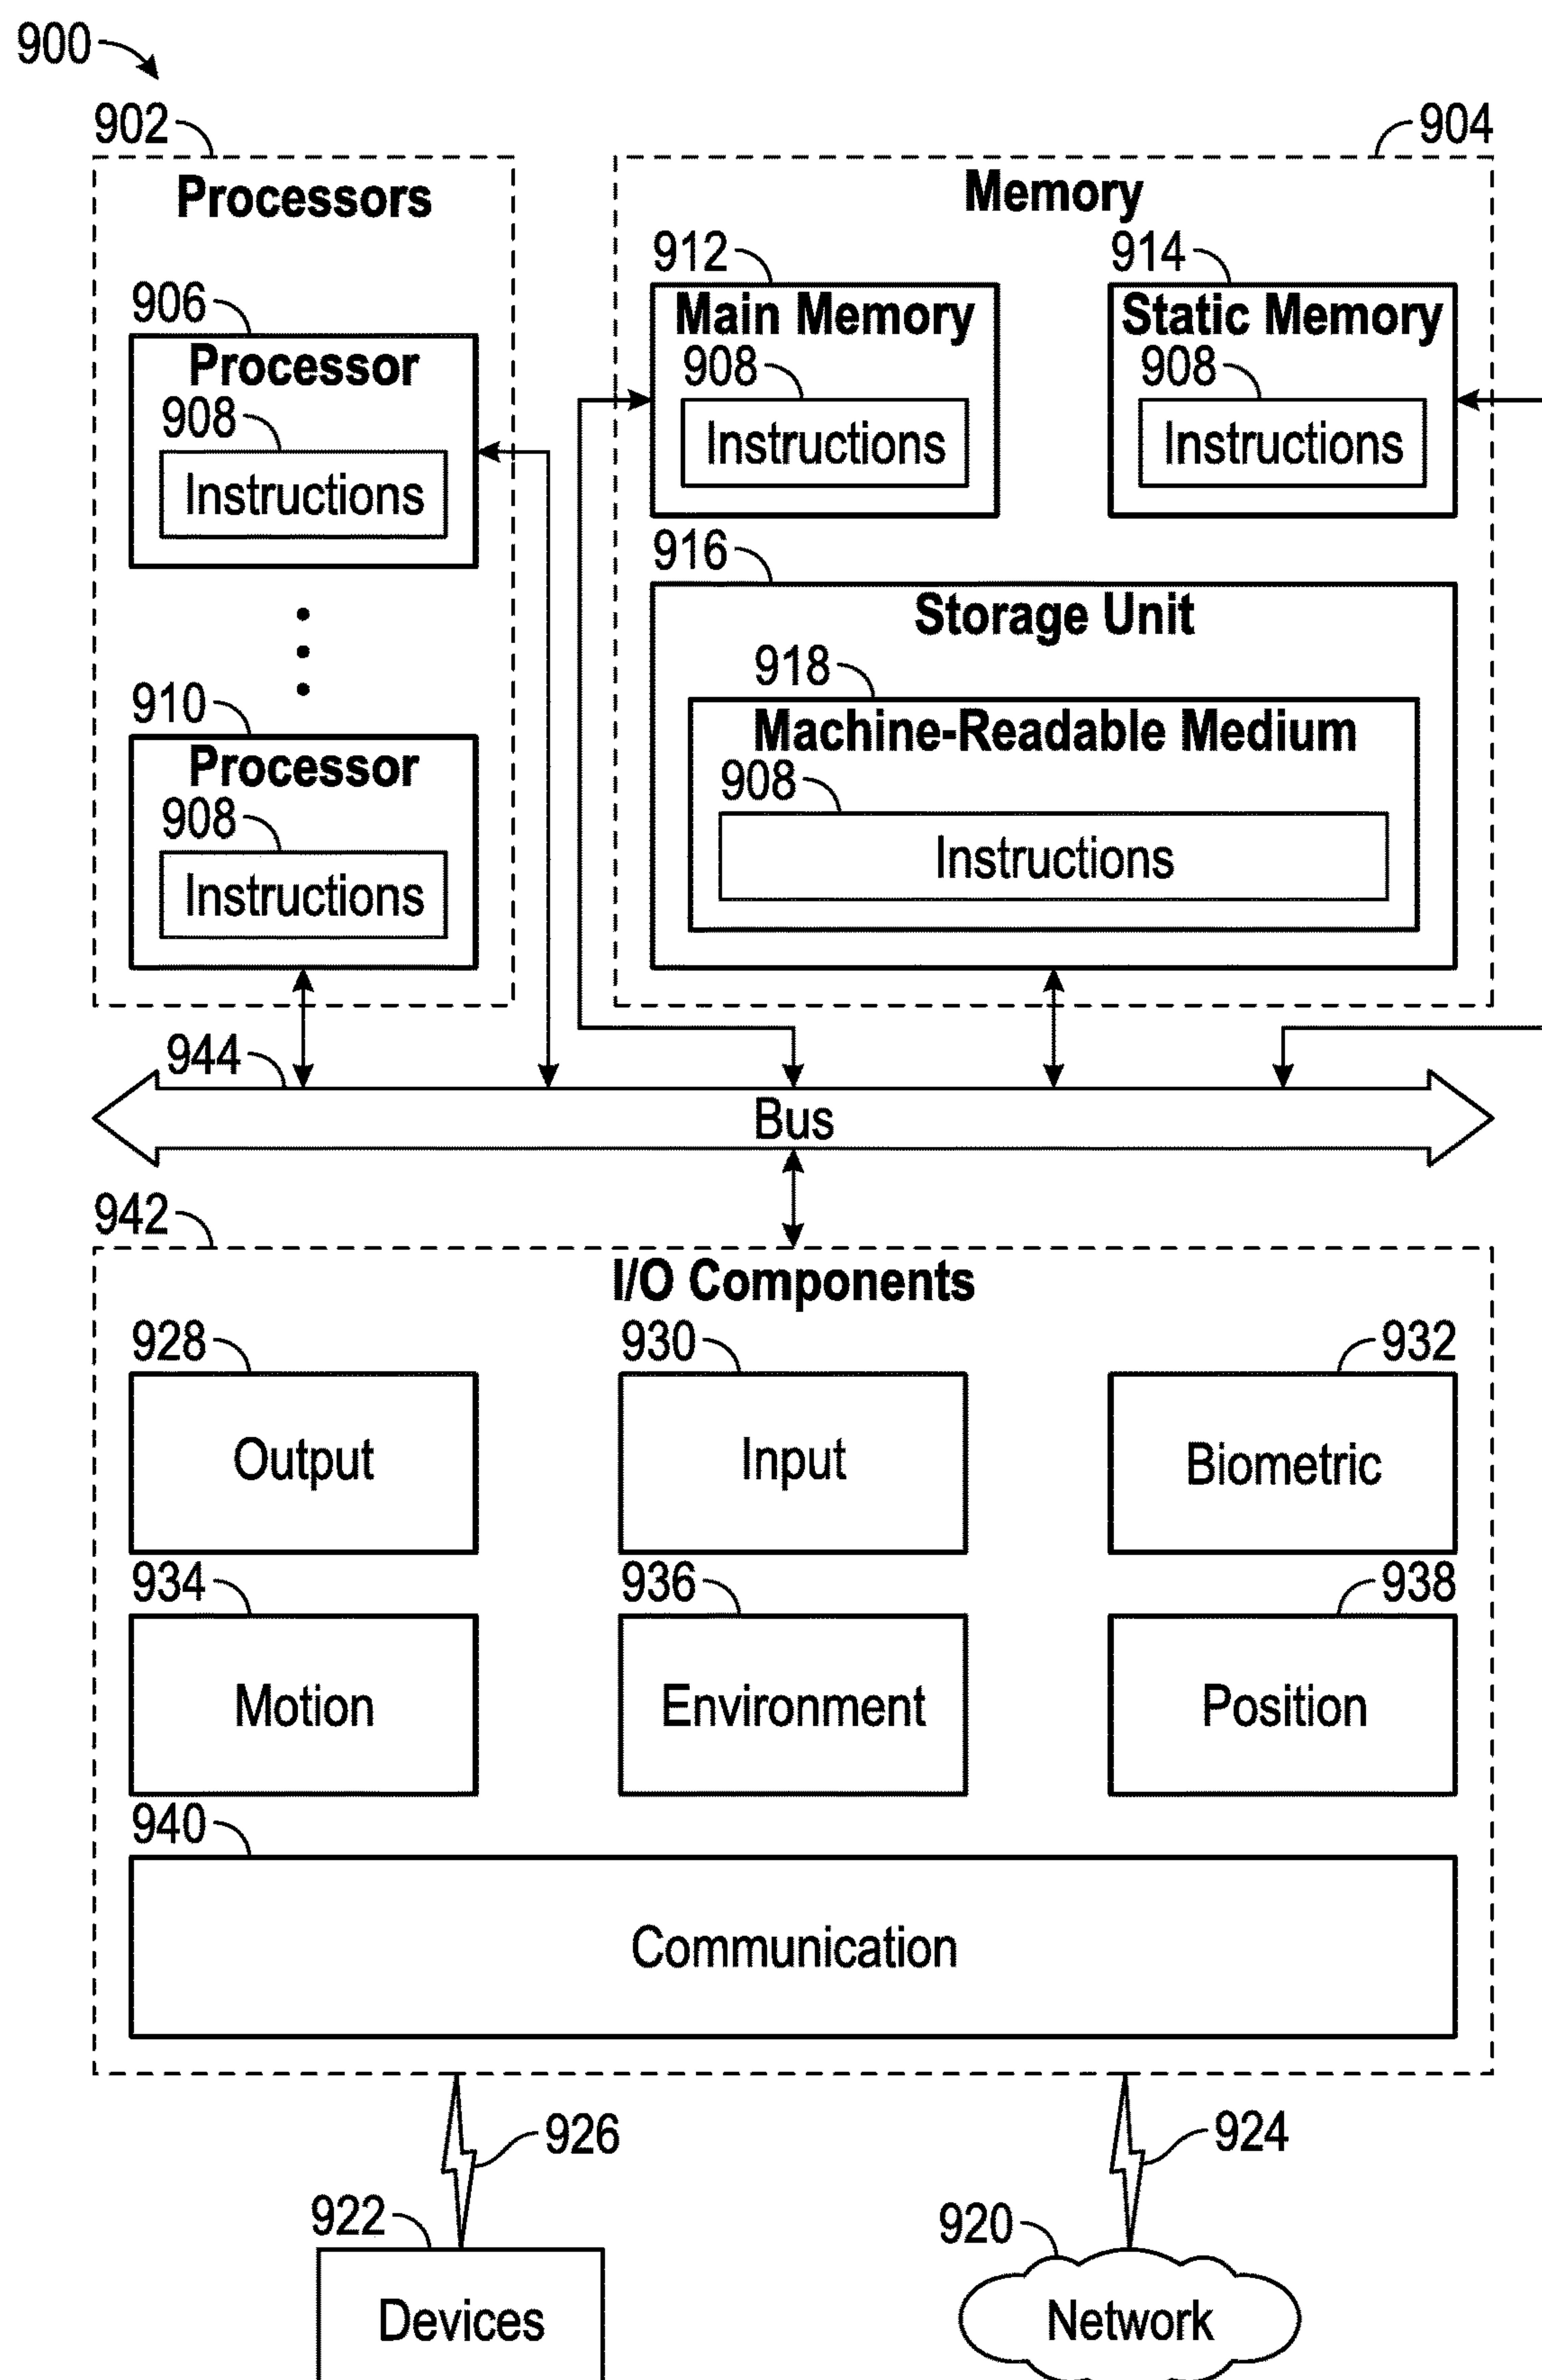 900
902
904
Processors
Memory
912
914
906
Main Memory
Static Memory
Processor
908
908
908
Instructions
Instructions
Instructions
916
Storage Unit
918
910
Machine-Readable Medium
Processor
908
908
Instructions
Instructions
944
Bus
942
I/O Components
928
930
932
Output
Input
Biometric
934
936
938
Motion
Environment
Position
940
Communication
926
924
922
920
Devices
Network